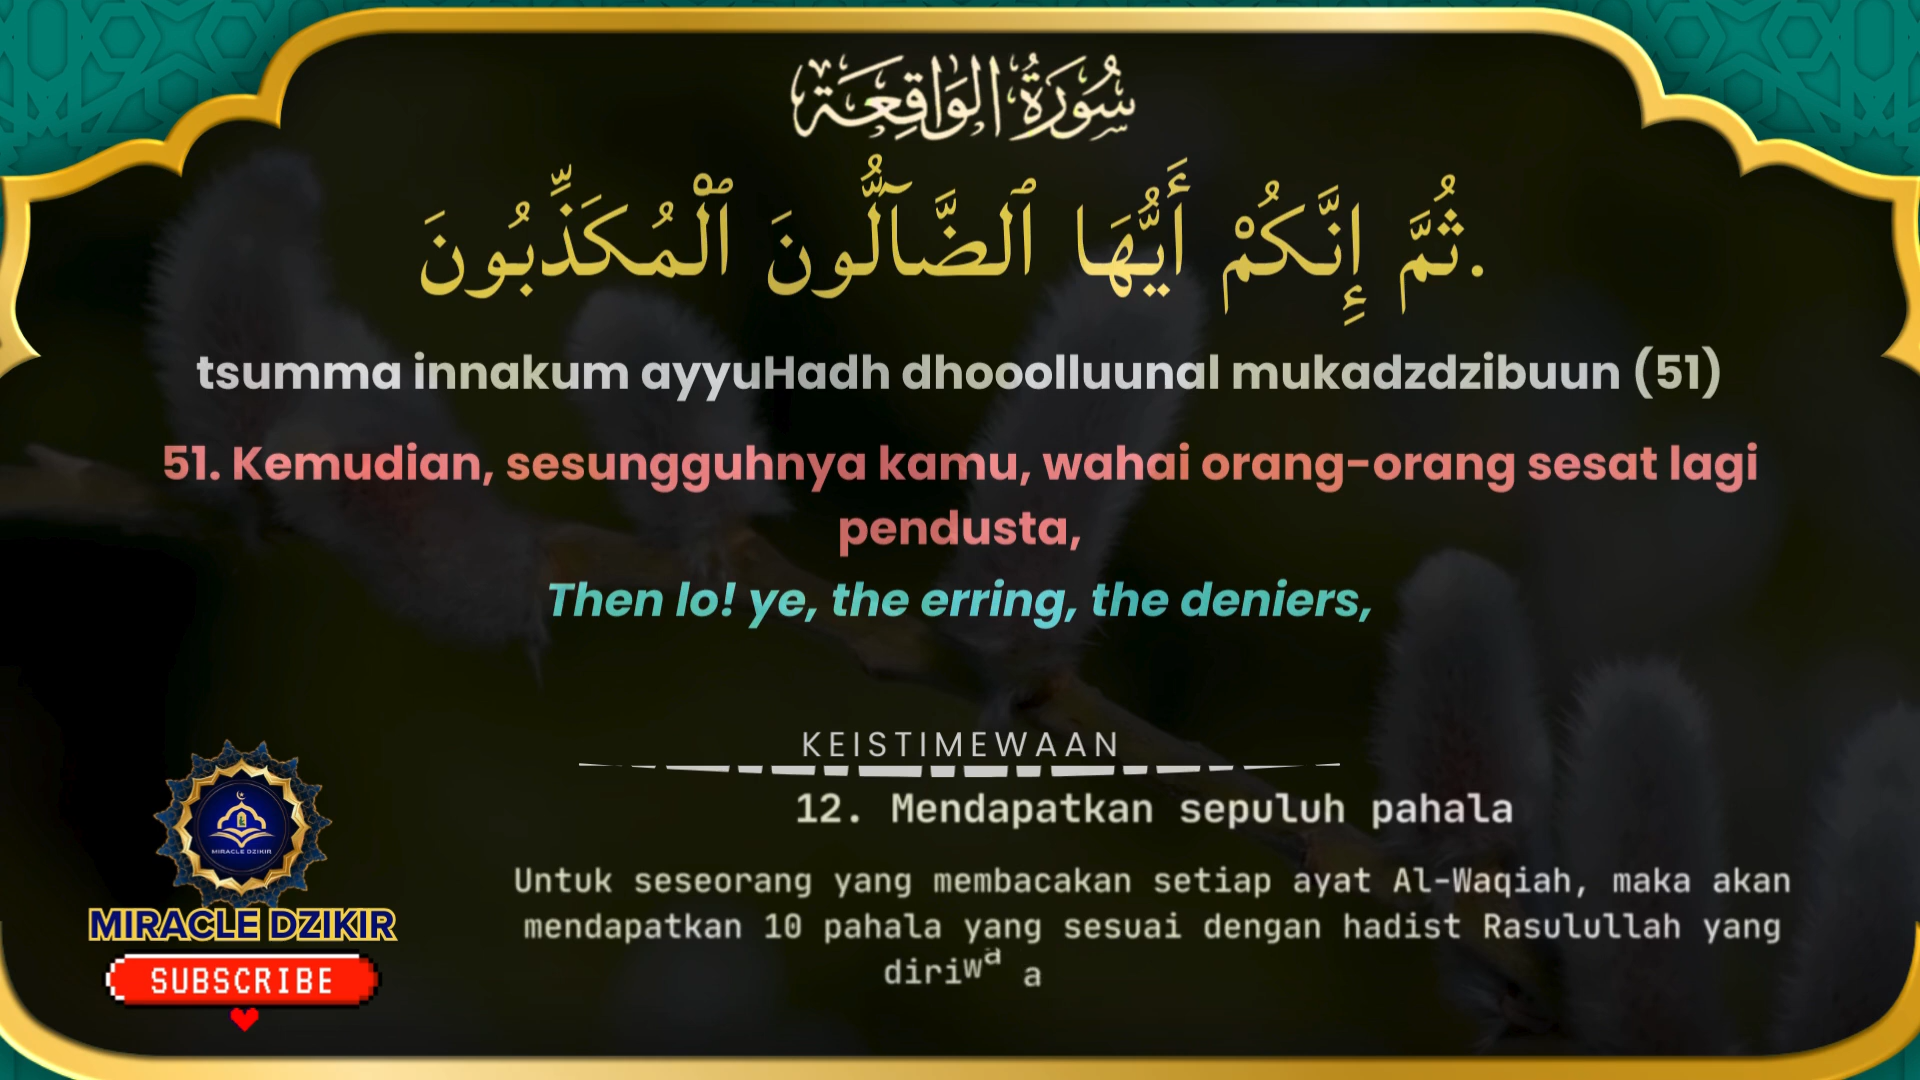 سُورَةُ الوَاقِعَة
ثُمَّ إِنَّكُمْ أَيُّهَا ٱلضَّآلُّونَ ٱلْمُكَذِّبُونَ.
tsumma innakum ayyuHadh dhooolluunal mukadzdzibuun (51)
51. Kemudian, sesungguhnya kamu, wahai orang-orang sesat lagi
pendusta,
Then lo! ye, the erring, the deniers,
KEISTIMEWAAN
12. Mendapatkan sepuluh pahala
Untuk seseorang yang membacakan setiap ayat Al-Waqiah, maka akan
mendapatkan 10 pahala yang sesuai dengan hadist Rasulullah yang
diriwa a
MIRACLE DZIKIR
MIRACLE DZIKIR
SUBSCRIBE